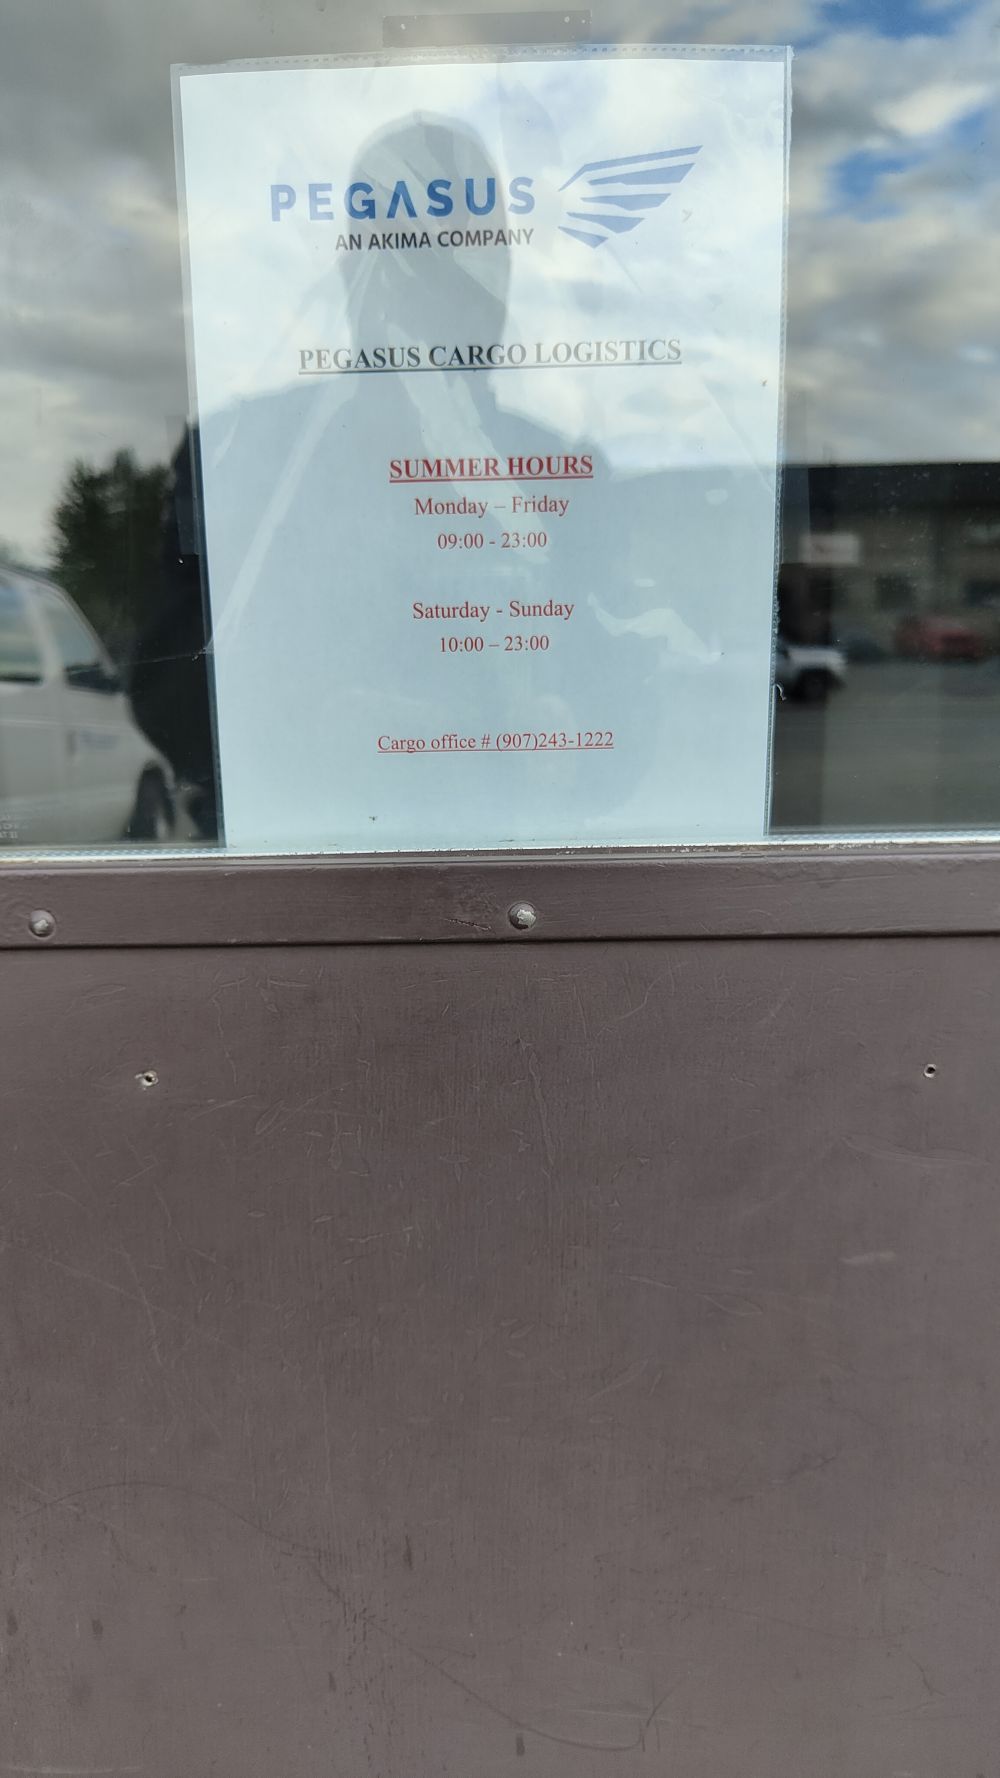 PEGASUS
AN AKIMA COMPANY
PEGASUS CARGO LOGISTICS
SUMMER HOURS
Monday – Friday
09:00 - 23:00
Saturday - Sunday
10:00 – 23:00
Cargo office # (907)243-1222